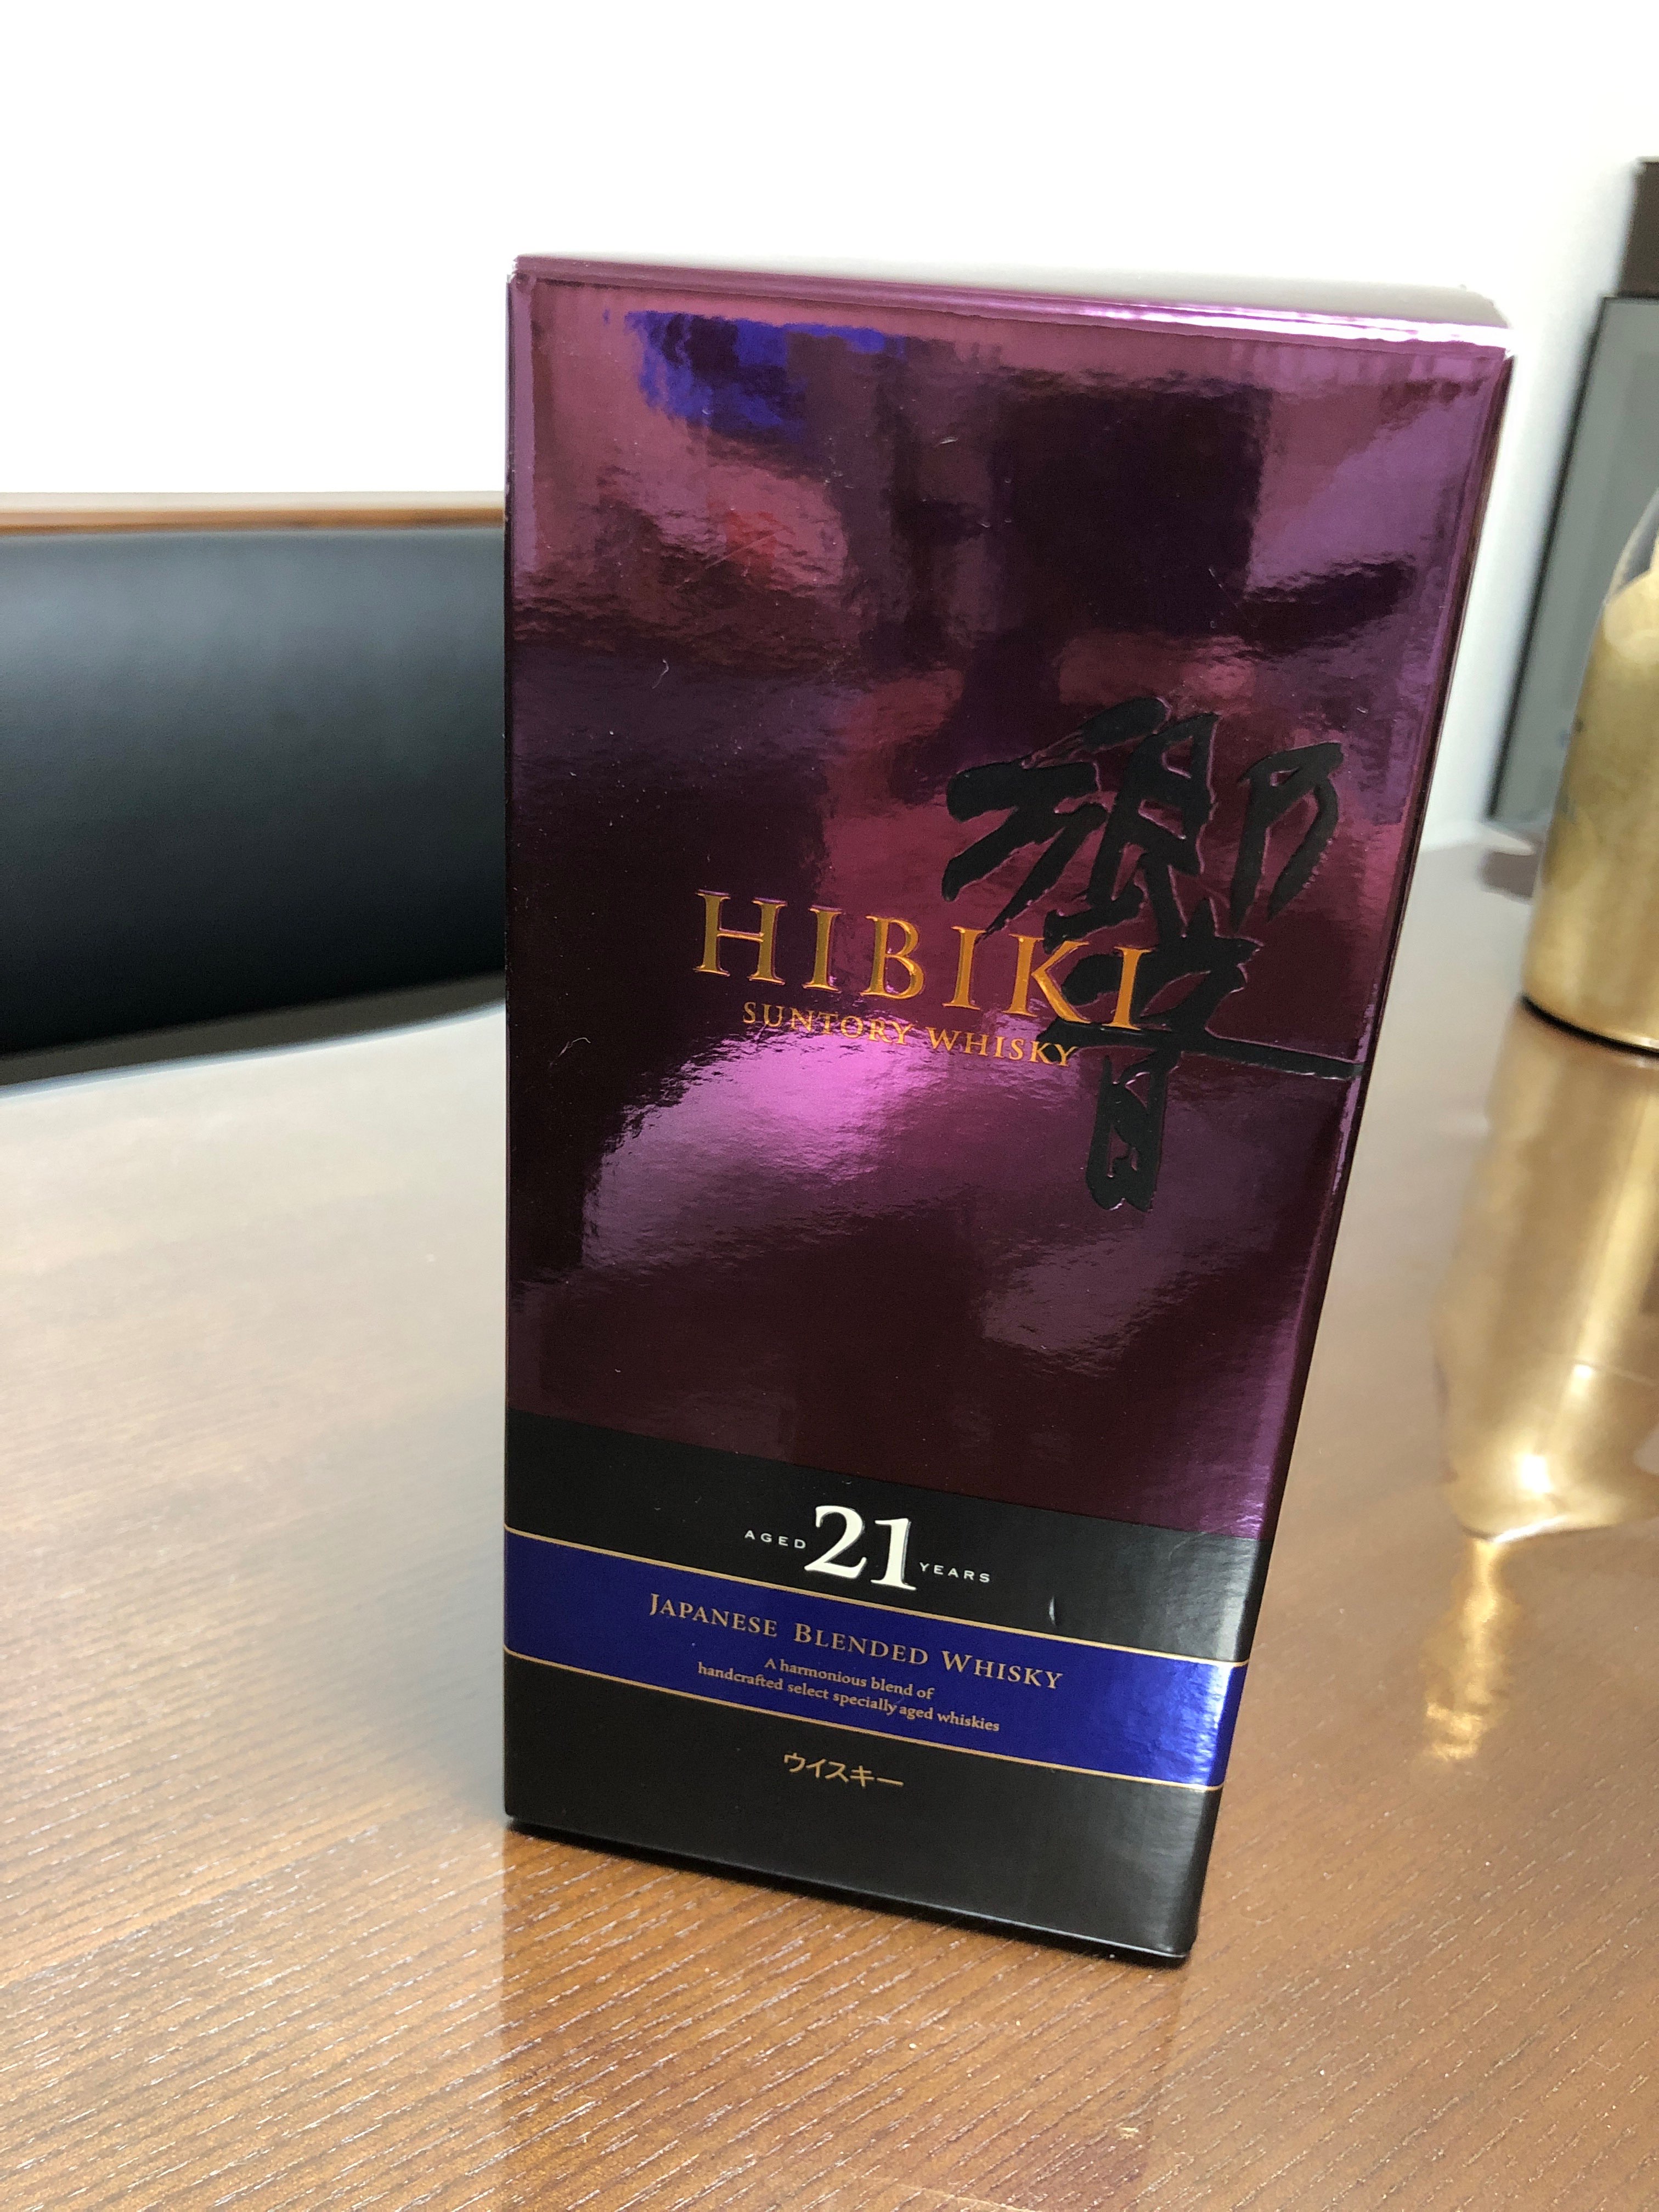 響
HIBIKI
SUNTORY WHISKY
AGED 21 YEARS
JAPANESE BLENDED WHISKY
A harmonious blend of
handcrafted select specially aged whiskies
ウイスキー